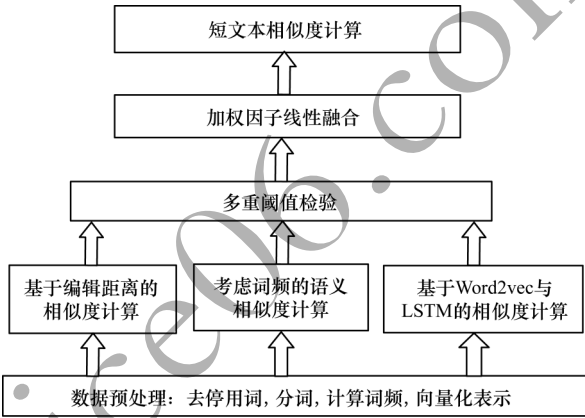 短文本相似度计算
加权因子线性融合
多重阈值检验
基于编辑距离的
相似度计算
考虑词频的语义
相似度计算
基于Word2vec与
LSTM的相似度计算
数据预处理：去停用词, 分词, 计算词频, 向量化表示